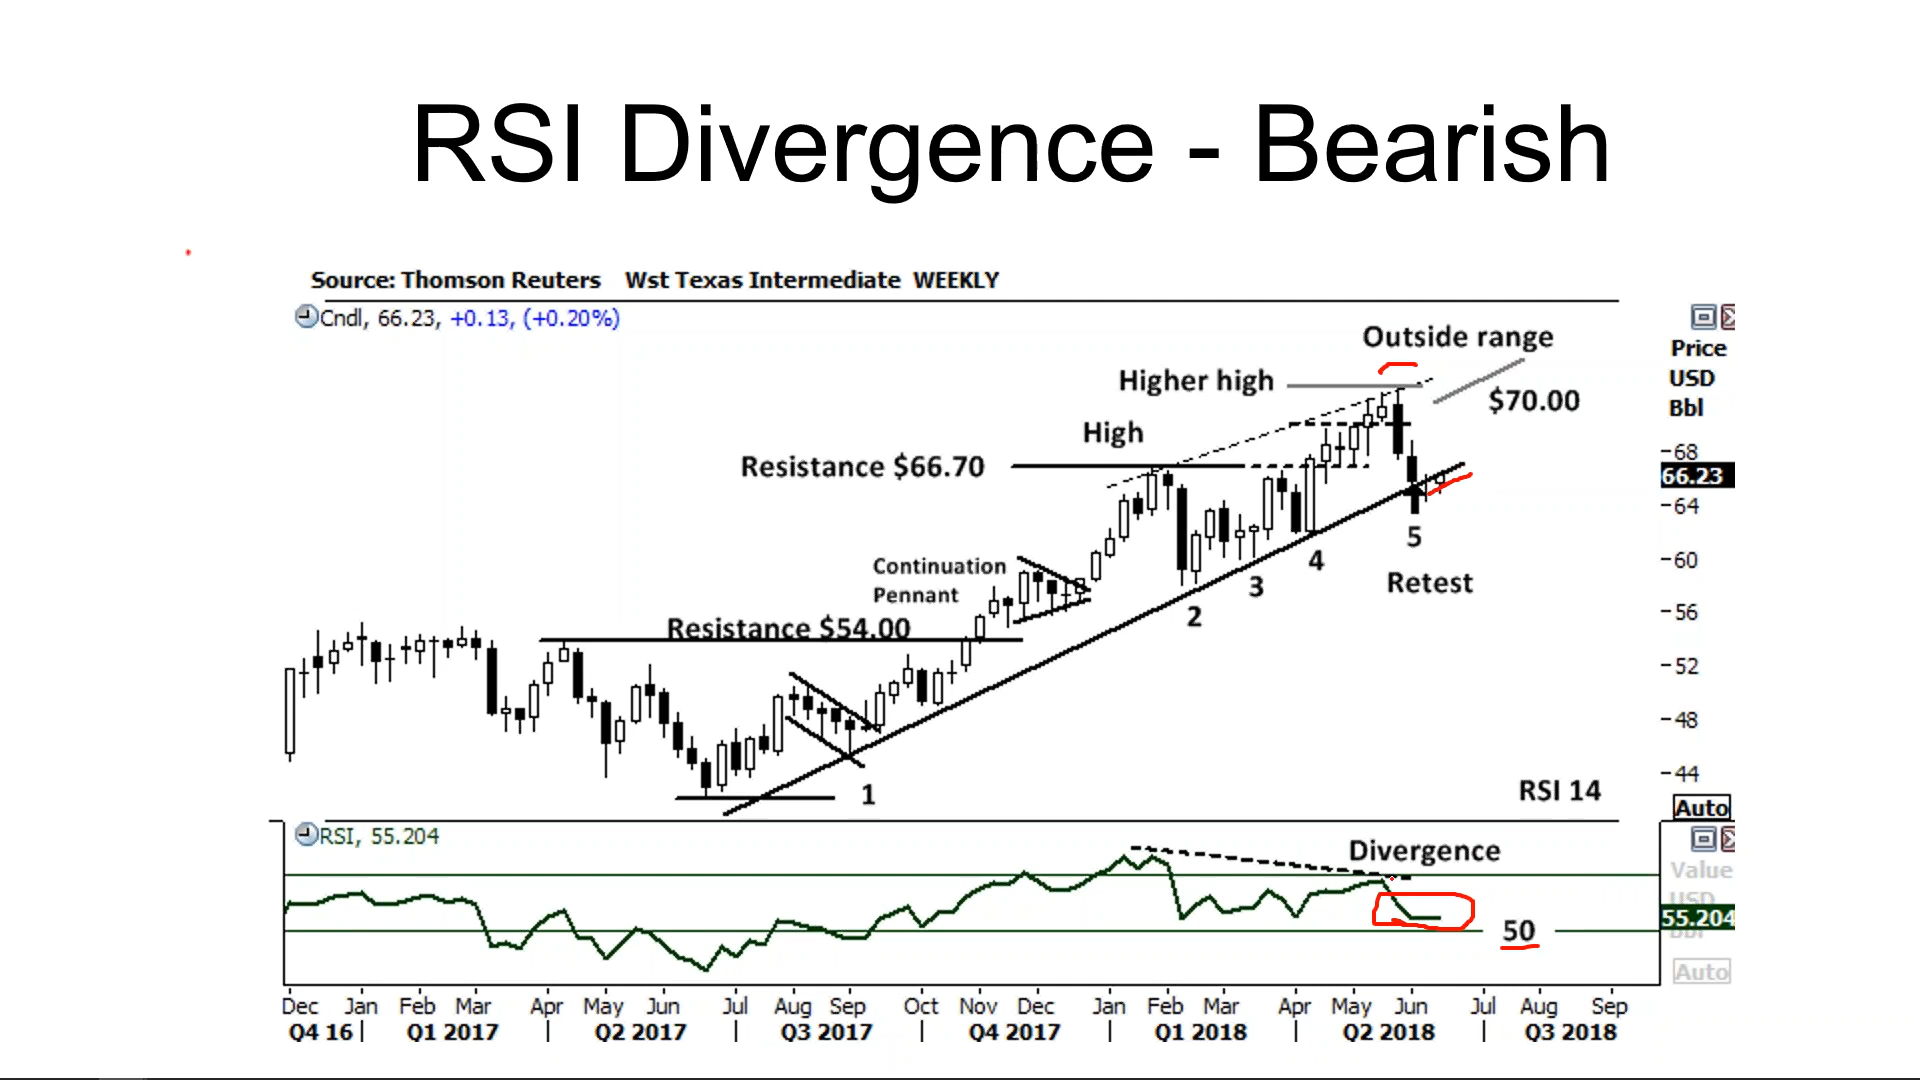 RSI Divergence - Bearish
Source: Thomson Reuters Wst Texas Intermediate WEEKLY
Cndl, 66.23, +0.13, (+0.20%)
Outside range
Price
USD
Bbl
Higher high
$70.00
High
Resistance $66.70
68
66.23
64
60
56
52
48
44
5
4
Retest
3
2
Continuation
Pennant
Resistance $54.00
1
RSI 14
Auto
RSI, 55.204
Divergence
Value
USD
55.204
Bbl
50
Auto
Dec Jan Feb Mar Apr May Jun Jul Aug Sep Oct Nov Dec Jan Feb Mar Apr May Jun Jul Aug Sep
Q4 16 Q1 2017 Q2 2017 Q3 2017 Q4 2017 Q1 2018 Q2 2018 Q3 2018